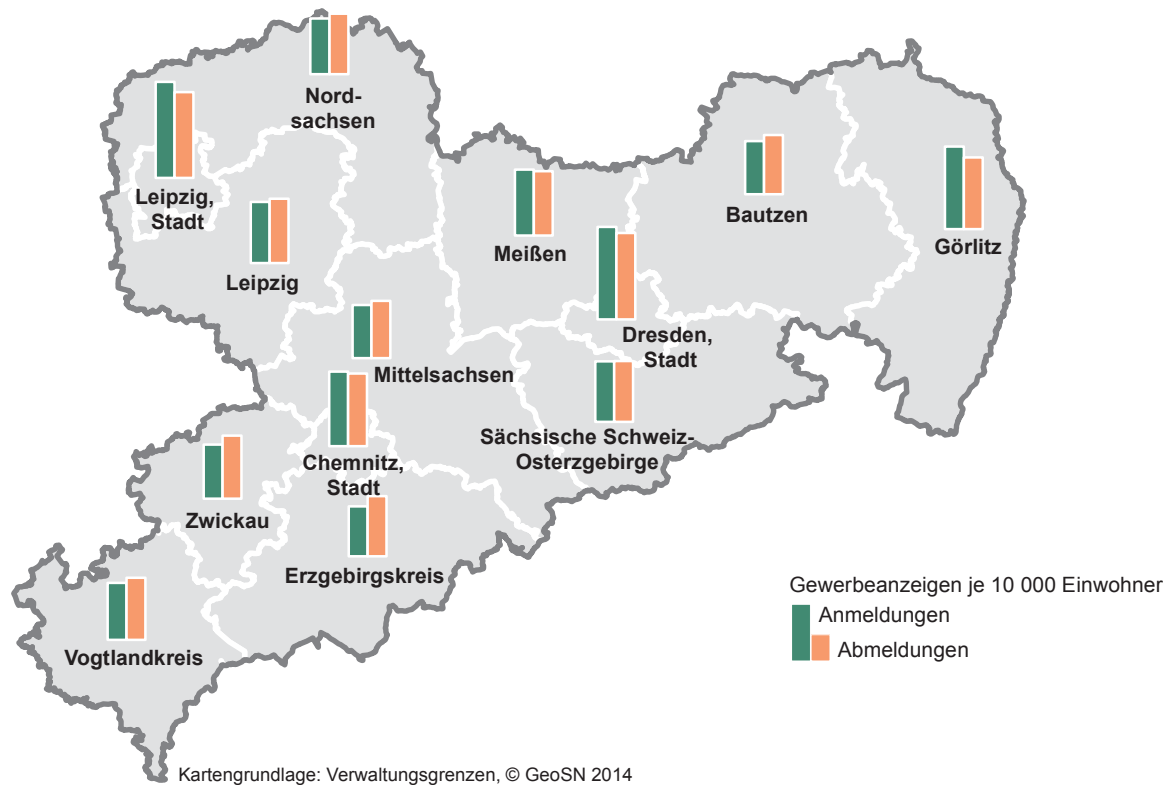 Nord-
sachsen
Leipzig,
Stadt
Leipzig
Meißen
Bautzen
Görlitz
Dresden,
Stadt
Mittelsachsen
Sächsische Schweiz-
Osterzgebirge
Chemnitz,
Stadt
Zwickau
Erzgebirgskreis
Vogtlandkreis
Gewerbeanzeigen je 10 000 Einwohner
Anmeldungen
Abmeldungen
Kartengrundlage: Verwaltungsgrenzen, © GeoSN 2014